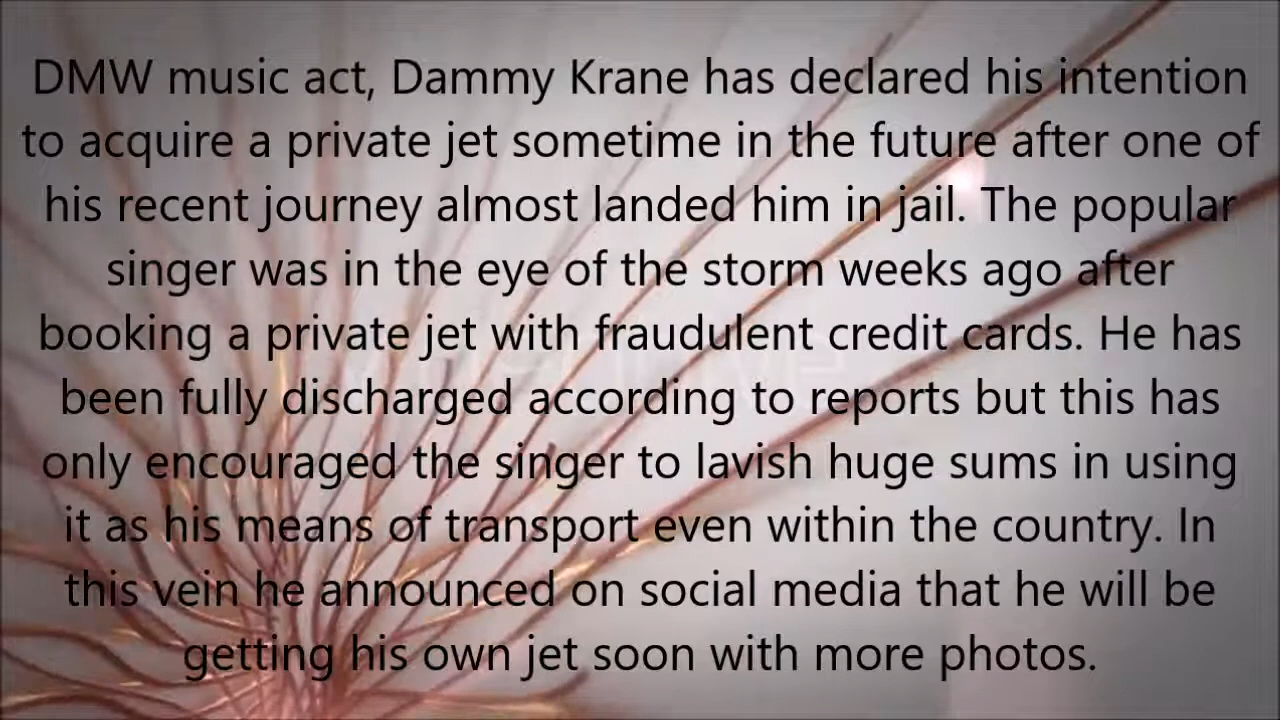 DMW music act, Dammy Krane has declared his intention
to acquire a private jet sometime in the future after one of
his recent journey almost landed him in jail. The popular
singer was in the eye of the storm weeks ago after
booking a private jet with fraudulent credit cards. He has
been fully discharged according to reports but this has
only encouraged the singer to lavish huge sums in using
it as his means of transport even within the country. In
this vein he announced on social media that he will be
getting his own jet soon with more photos.